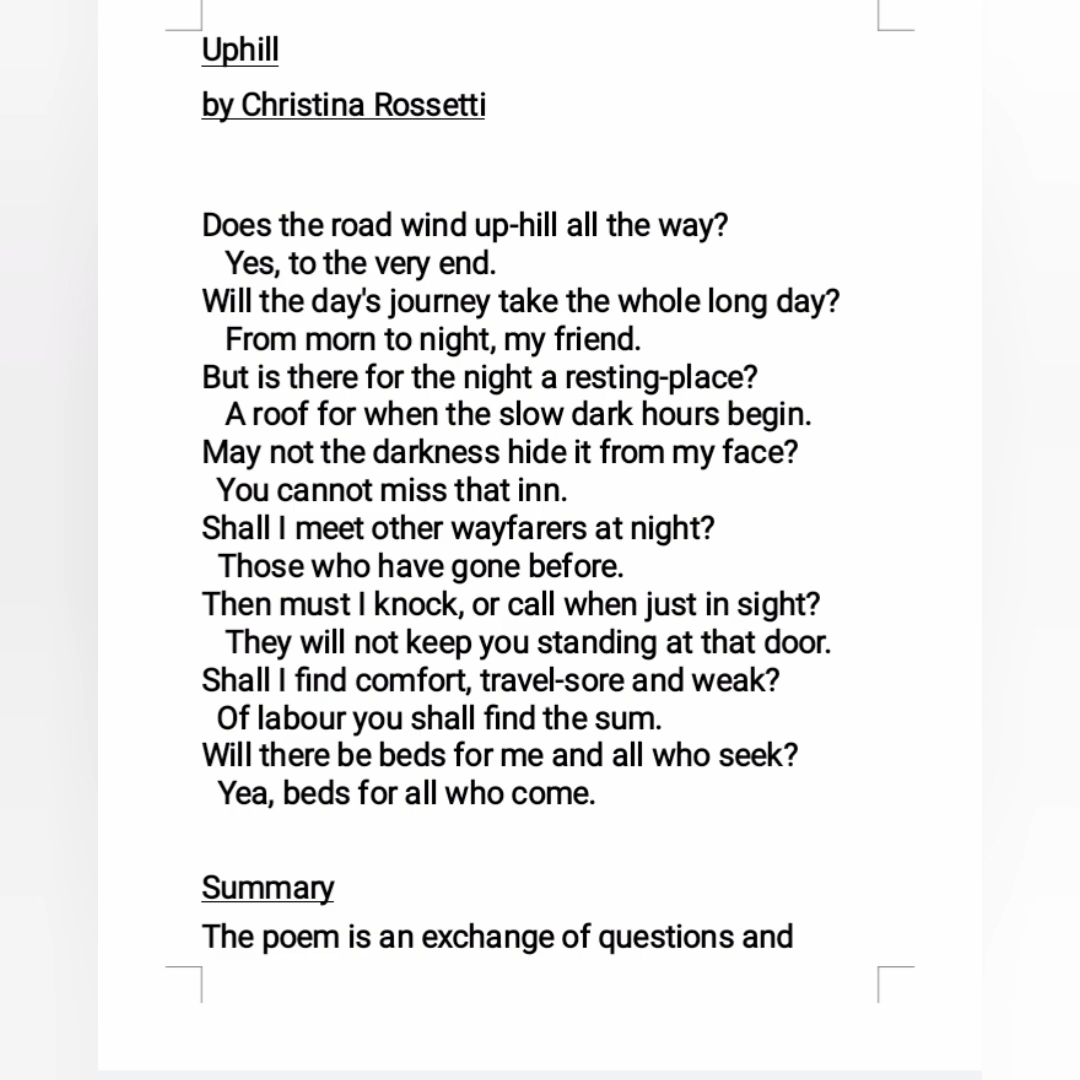 Uphill
by Christina Rossetti
Does the road wind up-hill all the way?
Yes, to the very end.
Will the day's journey take the whole long day?
From morn to night, my friend.
But is there for the night a resting-place?
A roof for when the slow dark hours begin.
May not the darkness hide it from my face?
You cannot miss that inn.
Shall I meet other wayfarers at night?
Those who have gone before.
Then must I knock, or call when just in sight?
They will not keep you standing at that door.
Shall I find comfort, travel-sore and weak?
Of labour you shall find the sum.
Will there be beds for me and all who seek?
Yea, beds for all who come.
Summary
The poem is an exchange of questions and